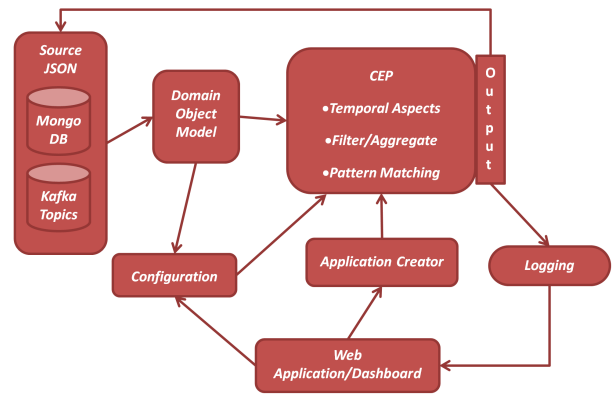 Source
JSON
Mongo
DB
Kafka
Topics
Domain
Object
Model
CEP
•Temporal Aspects
•Filter/Aggregate
•Pattern Matching
Output
Configuration
Application Creator
Logging
Web
Application/Dashboard